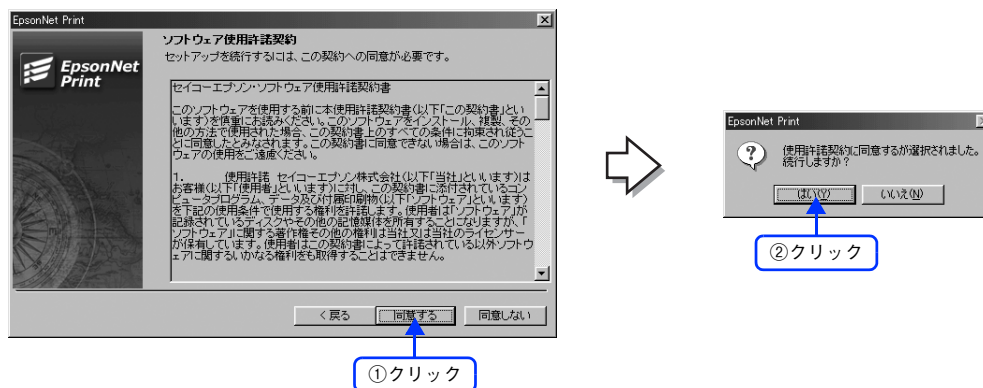 EpsonNet Print
EpsonNet
Print
ソフトウェア使用許諾契約
セットアップを続行するには、この契約への同意が必要です。
セイコーエプソン・ソフトウェア使用許諾契約書
このソフトウェアを使用する前に本使用許諾契約書(以下「この契約書」とい
います)を慎重にお読みください。このソフトウェアをインストール、複製、その
他の方法で使用された場合、この契約書上のすべての条件に拘束され従うこ
とに同意したとみなされます。この契約書に同意できない場合は、このソフト
ウェアの使用をご遠慮ください。
1. 使用許諾 セイコーエプソン株式会社(以下「当社」といいます)は
お客様(以下「使用者」といいます)に対し、この契約書に添付されているコン
ピュータプログラム、データ及び付属印刷物(以下「ソフトウェア」といいます)
を下記の使用条件で使用する権利を許諾します。使用者は「ソフトウェア」が
記録されているディスクやその他の記憶媒体を所有することになりますが、「
ソフトウェア」に関する著作権その他の権利は当社又は当社のライセンサー
が保有しています。使用者はこの契約書によって許諾されている以外ソフトウ
ェアに関するいかなる権利をも取得することはできません。
< 戻る
同意する
同意しない
①クリック
EpsonNet Print
使用許諾契約に同意するが選択されました。
続行しますか?
はい(Y)
いいえ(N)
②クリック